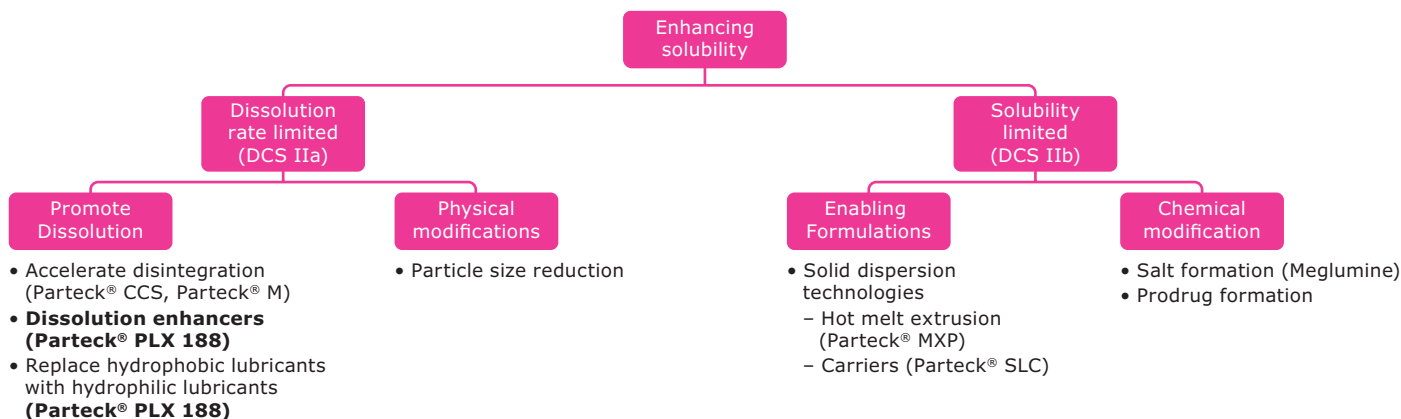 Enhancing
solubility
Dissolution
rate limited
(DCS IIa)
Solubility
limited
(DCS IIb)
Promote
Dissolution
Physical
modifications
Enabling
Formulations
Chemical
modification
• Accelerate disintegration
(Parteck® CCS, Parteck® M)
• Dissolution enhancers
(Parteck® PLX 188)
• Replace hydrophobic lubricants
with hydrophilic lubricants
(Parteck® PLX 188)
• Particle size reduction
• Solid dispersion
technologies
– Hot melt extrusion
(Parteck® MXP)
– Carriers (Parteck® SLC)
• Salt formation (Meglumine)
• Prodrug formation